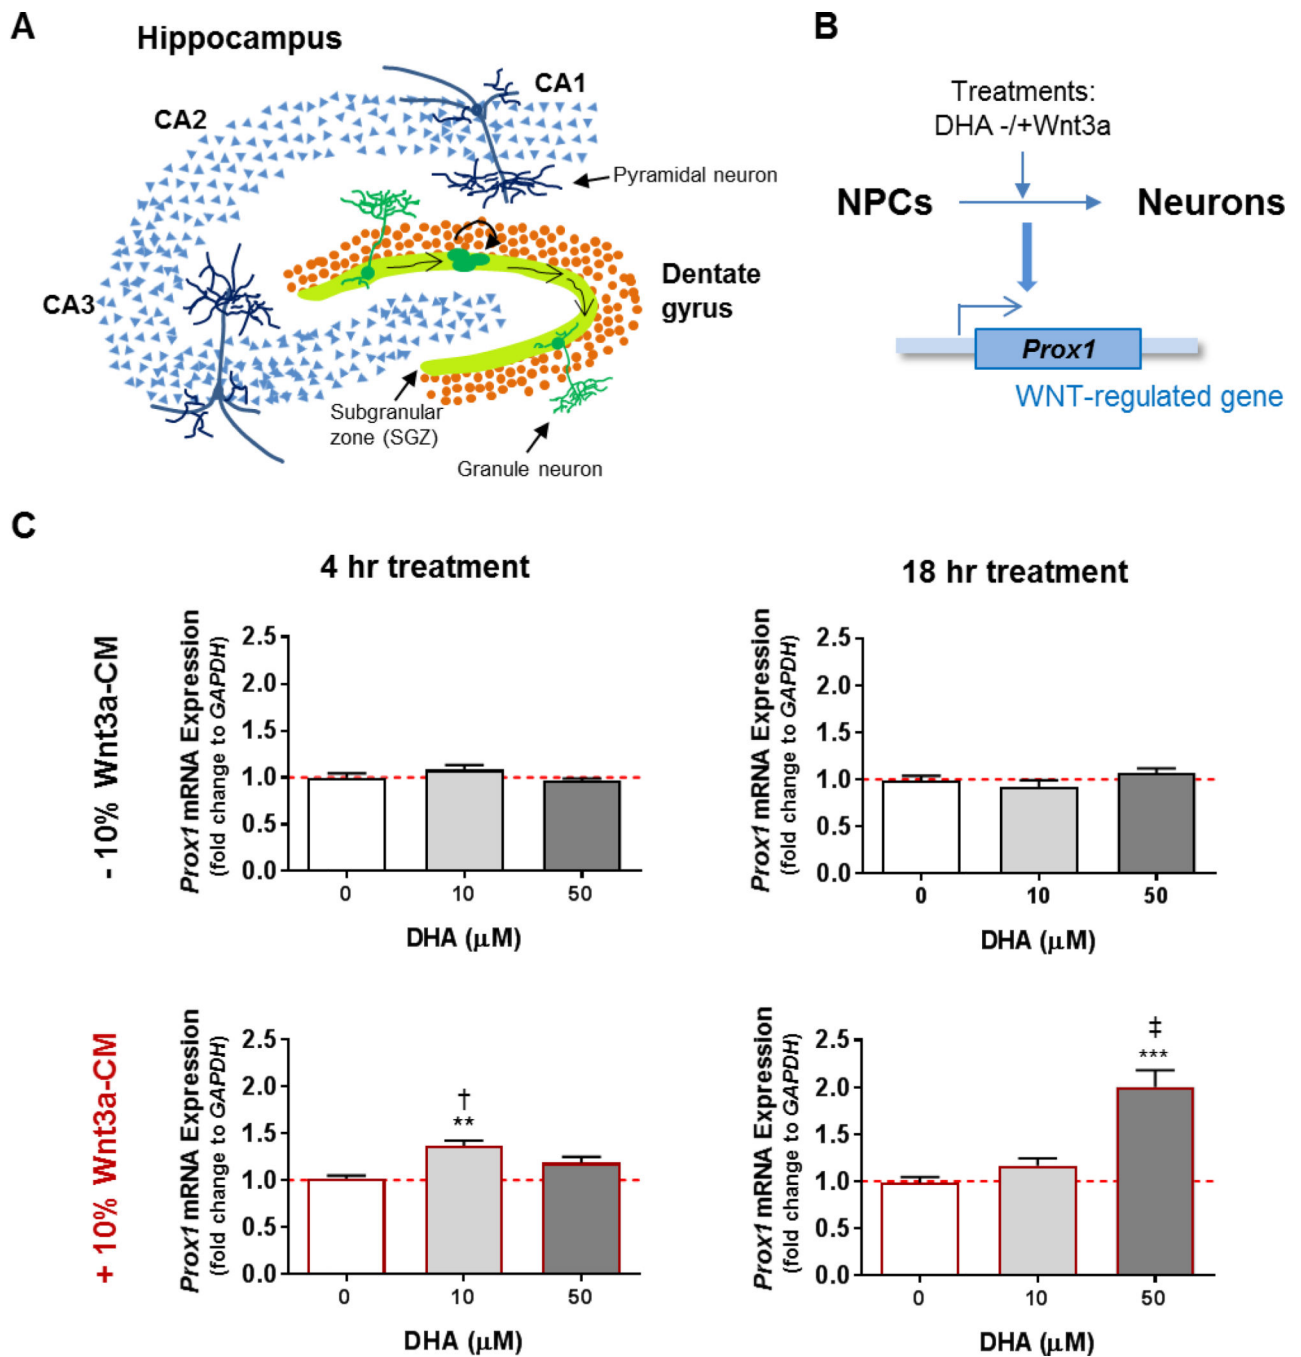 A
Hippocampus
CA1
CA2
CA3
Pyramidal neuron
Dentate
gyrus
Subgranular
zone (SGZ)
Granule neuron
B
Treatments:
DHA -/+Wnt3a
NPCs
Neurons
Prox1
WNT-regulated gene
C
4 hr treatment
18 hr treatment
- 10% Wnt3a-CM
Prox1 mRNA Expression
(fold change to GAPDH)
2.5
2.0
1.5
1.0
0.5
0.0
0 10 50
DHA (μM)
Prox1 mRNA Expression
(fold change to GAPDH)
2.5
2.0
1.5
1.0
0.5
0.0
0 10 50
DHA (μM)
+ 10% Wnt3a-CM
Prox1 mRNA Expression
(fold change to GAPDH)
2.5
2.0
1.5
1.0
0.5
0.0
†
**
0 10 50
DHA (μM)
Prox1 mRNA Expression
(fold change to GAPDH)
2.5
2.0
1.5
1.0
0.5
0.0
‡
***
0 10 50
DHA (μM)